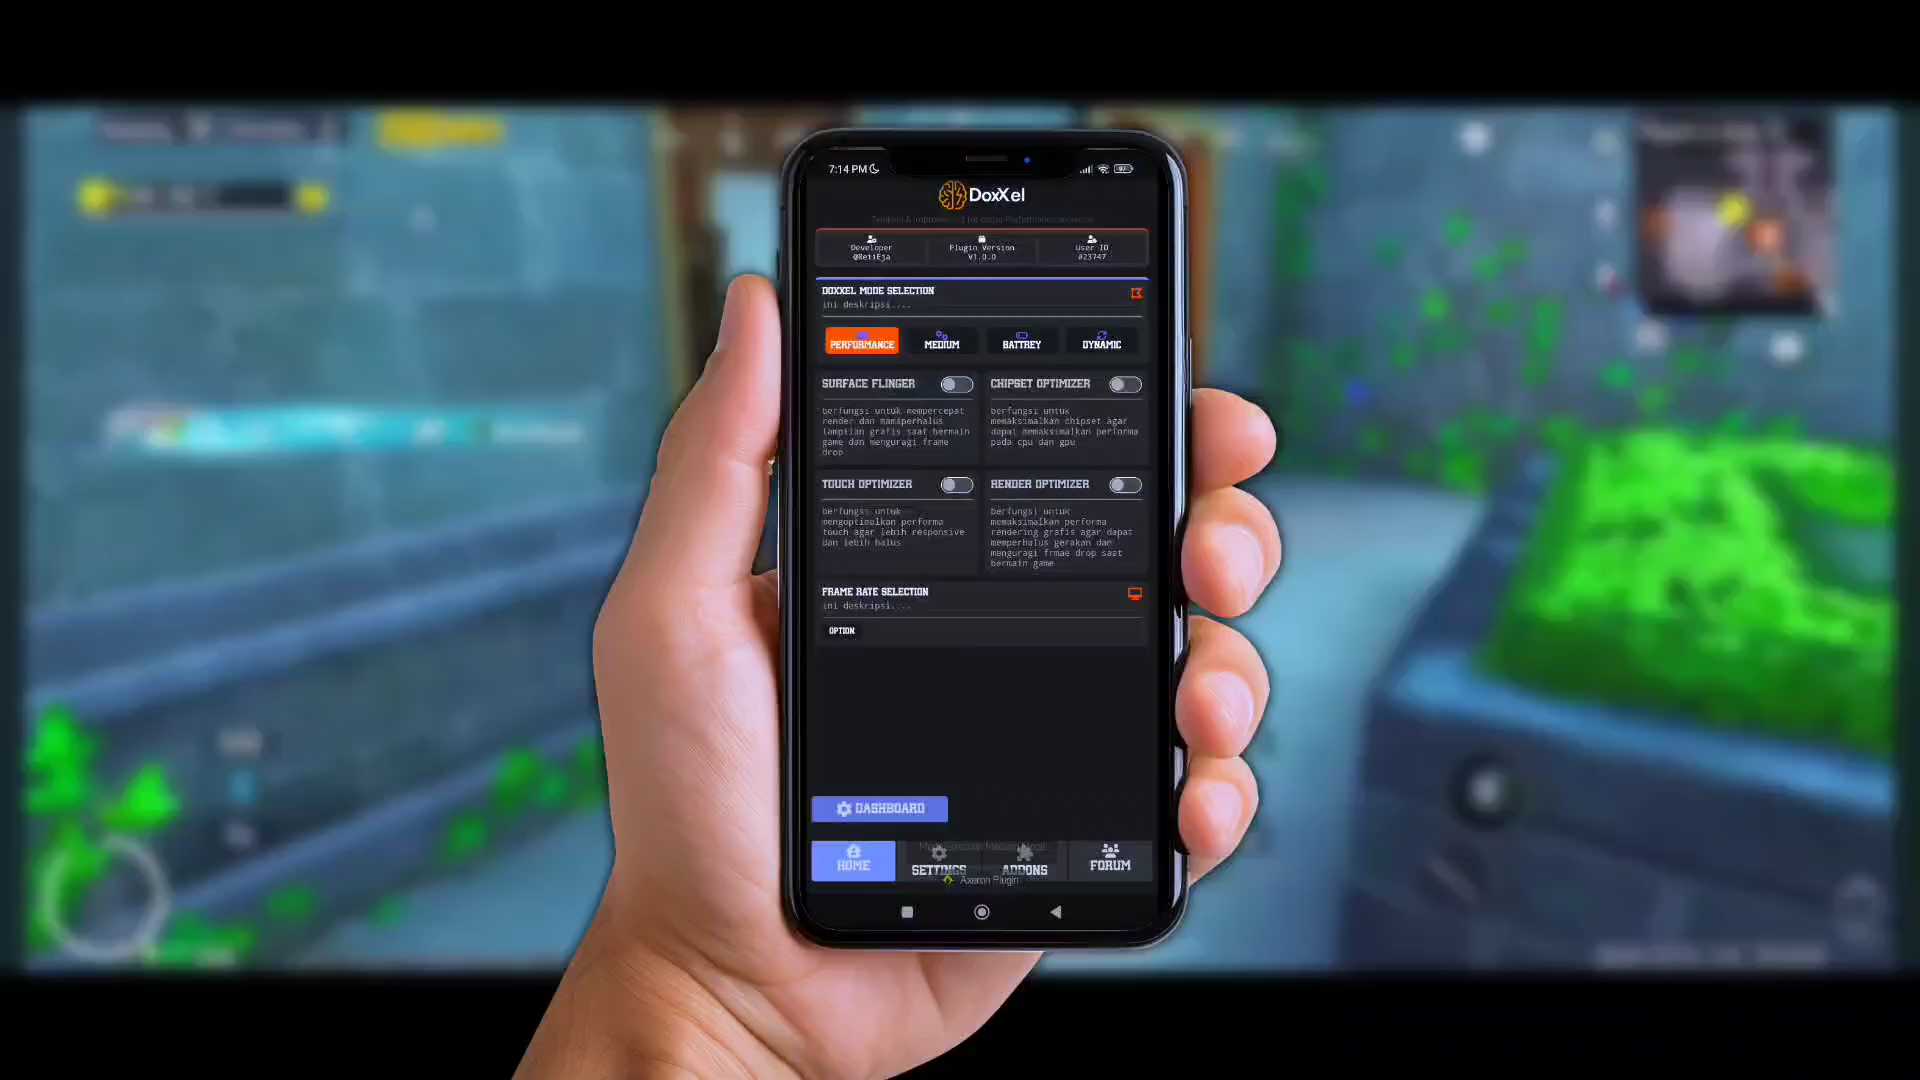 7:14 PM
DoxXel
Developer
@ReiiEja
Plugin Version
V1.0.0
User ID
#23747
DOXXEL MODE SELECTION
ini deskripsi....
PERFORMANCE
MEDIUM
BATTREY
DYNAMIC
SURFACE FLINGER
berfungsi untuk mempercepat
render dan mamaperhalus
tampilan grafis saat bermain
game dan menguragi frame
drop
CHIPSET OPTIMIZER
berfungsi untuk
memaksimalkan chipset agar
dapat memaksimalkan performa
pada cpu dan gpu
TOUCH OPTIMIZER
berfungsi untuk
mengoptimalkan performa
touch agar lebih responsive
dan lebih halus
RENDER OPTIMIZER
berfungsi untuk
memaksimalkan performa
rendering grafis agar dapat
memperhalus gerakan dan
menguragi frmae drop saat
bermain game
FRAME RATE SELECTION
ini deskripsi....
OPTION
DASHBOARD
HOME
SETTINGS
ADDONS
FORUM
Axeron Plugin